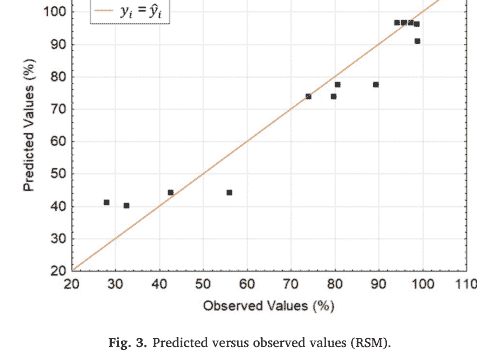 100
yᵢ = ŷᵢ
90
80
70
60
50
40
30
20
Predicted Values (%)
20 30 40 50 60 70 80 90 100 110
Observed Values (%)
Fig. 3. Predicted versus observed values (RSM).